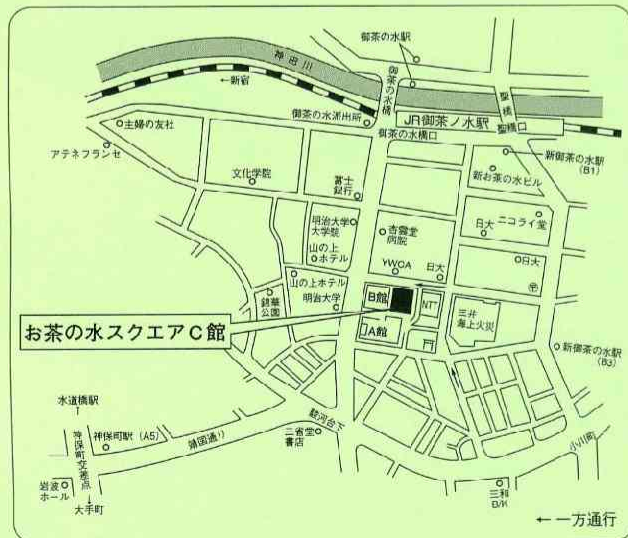 御茶の水駅
神田川
←新宿
御茶の水橋
聖橋
御茶の水派出所
JR御茶ノ水駅
聖橋口
御茶の水橋口
主婦の友社
アテネフランセ
文化学院
富士
銀行
新御茶の水駅
(B1)
新お茶の水ビル
明治大学
大学院
杏雲堂
病院
日大
ニコライ堂
山の上
ホテル
YWCA
日大
日大
〶
山の上ホテル
錦華
公園
明治大学
B館
NTT
三井
海上火災
お茶の水スクエアC館
A館
新御茶の水駅
(B3)
水道橋駅
神保町駅(A5)
靖国通り
駿河台下
三省堂
書店
小川町
神保町交差点
岩波
ホール
大手町
三和
B/K
←一方通行